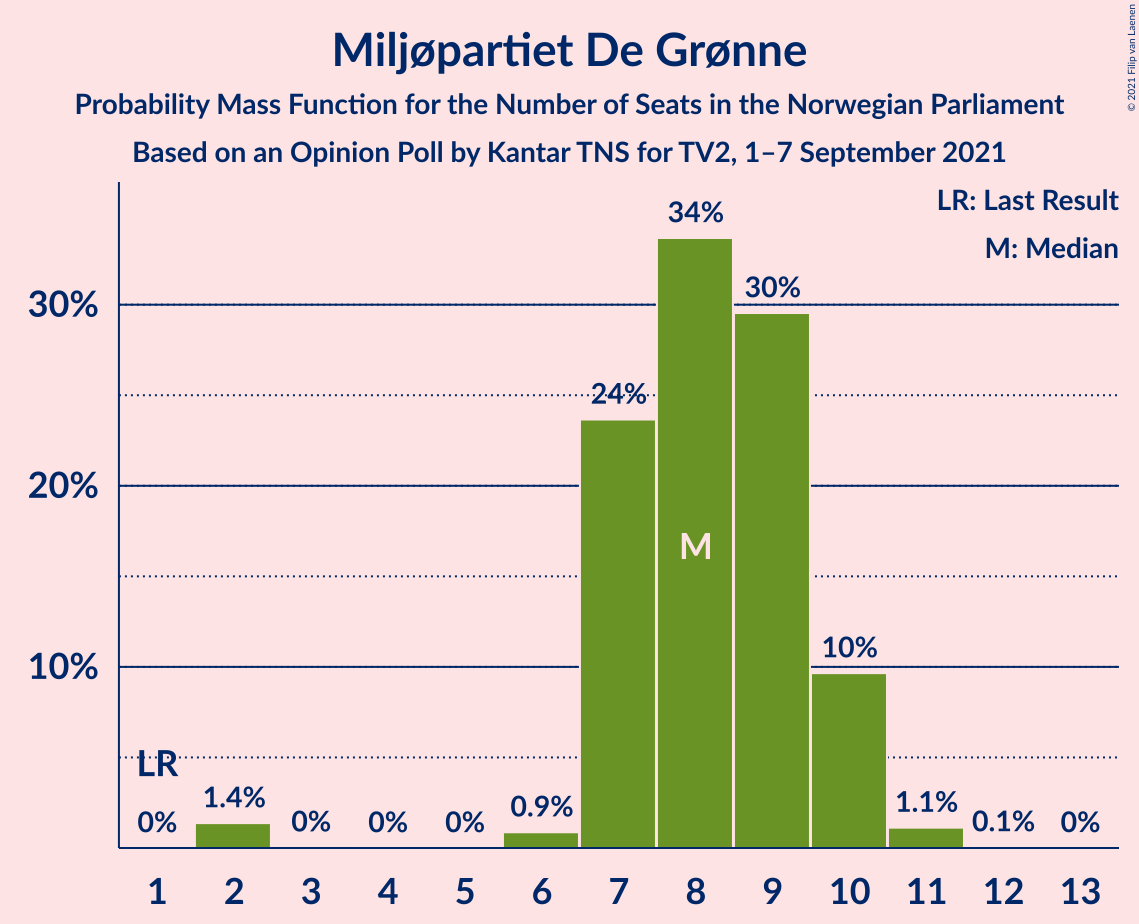 Miljøpartiet De Grønne
Probability Mass Function for the Number of Seats in the Norwegian Parliament
Based on an Opinion Poll by Kantar TNS for TV2, 1–7 September 2021
© 2021 Filip van Laenen
LR: Last Result
M: Median
34%
30%
30%
24%
20%
M
10%
10%
LR
0%
1.4%
0%
0%
0%
0.9%
1.1%
0.1%
0%
1 2 3 4 5 6 7 8 9 10 11 12 13